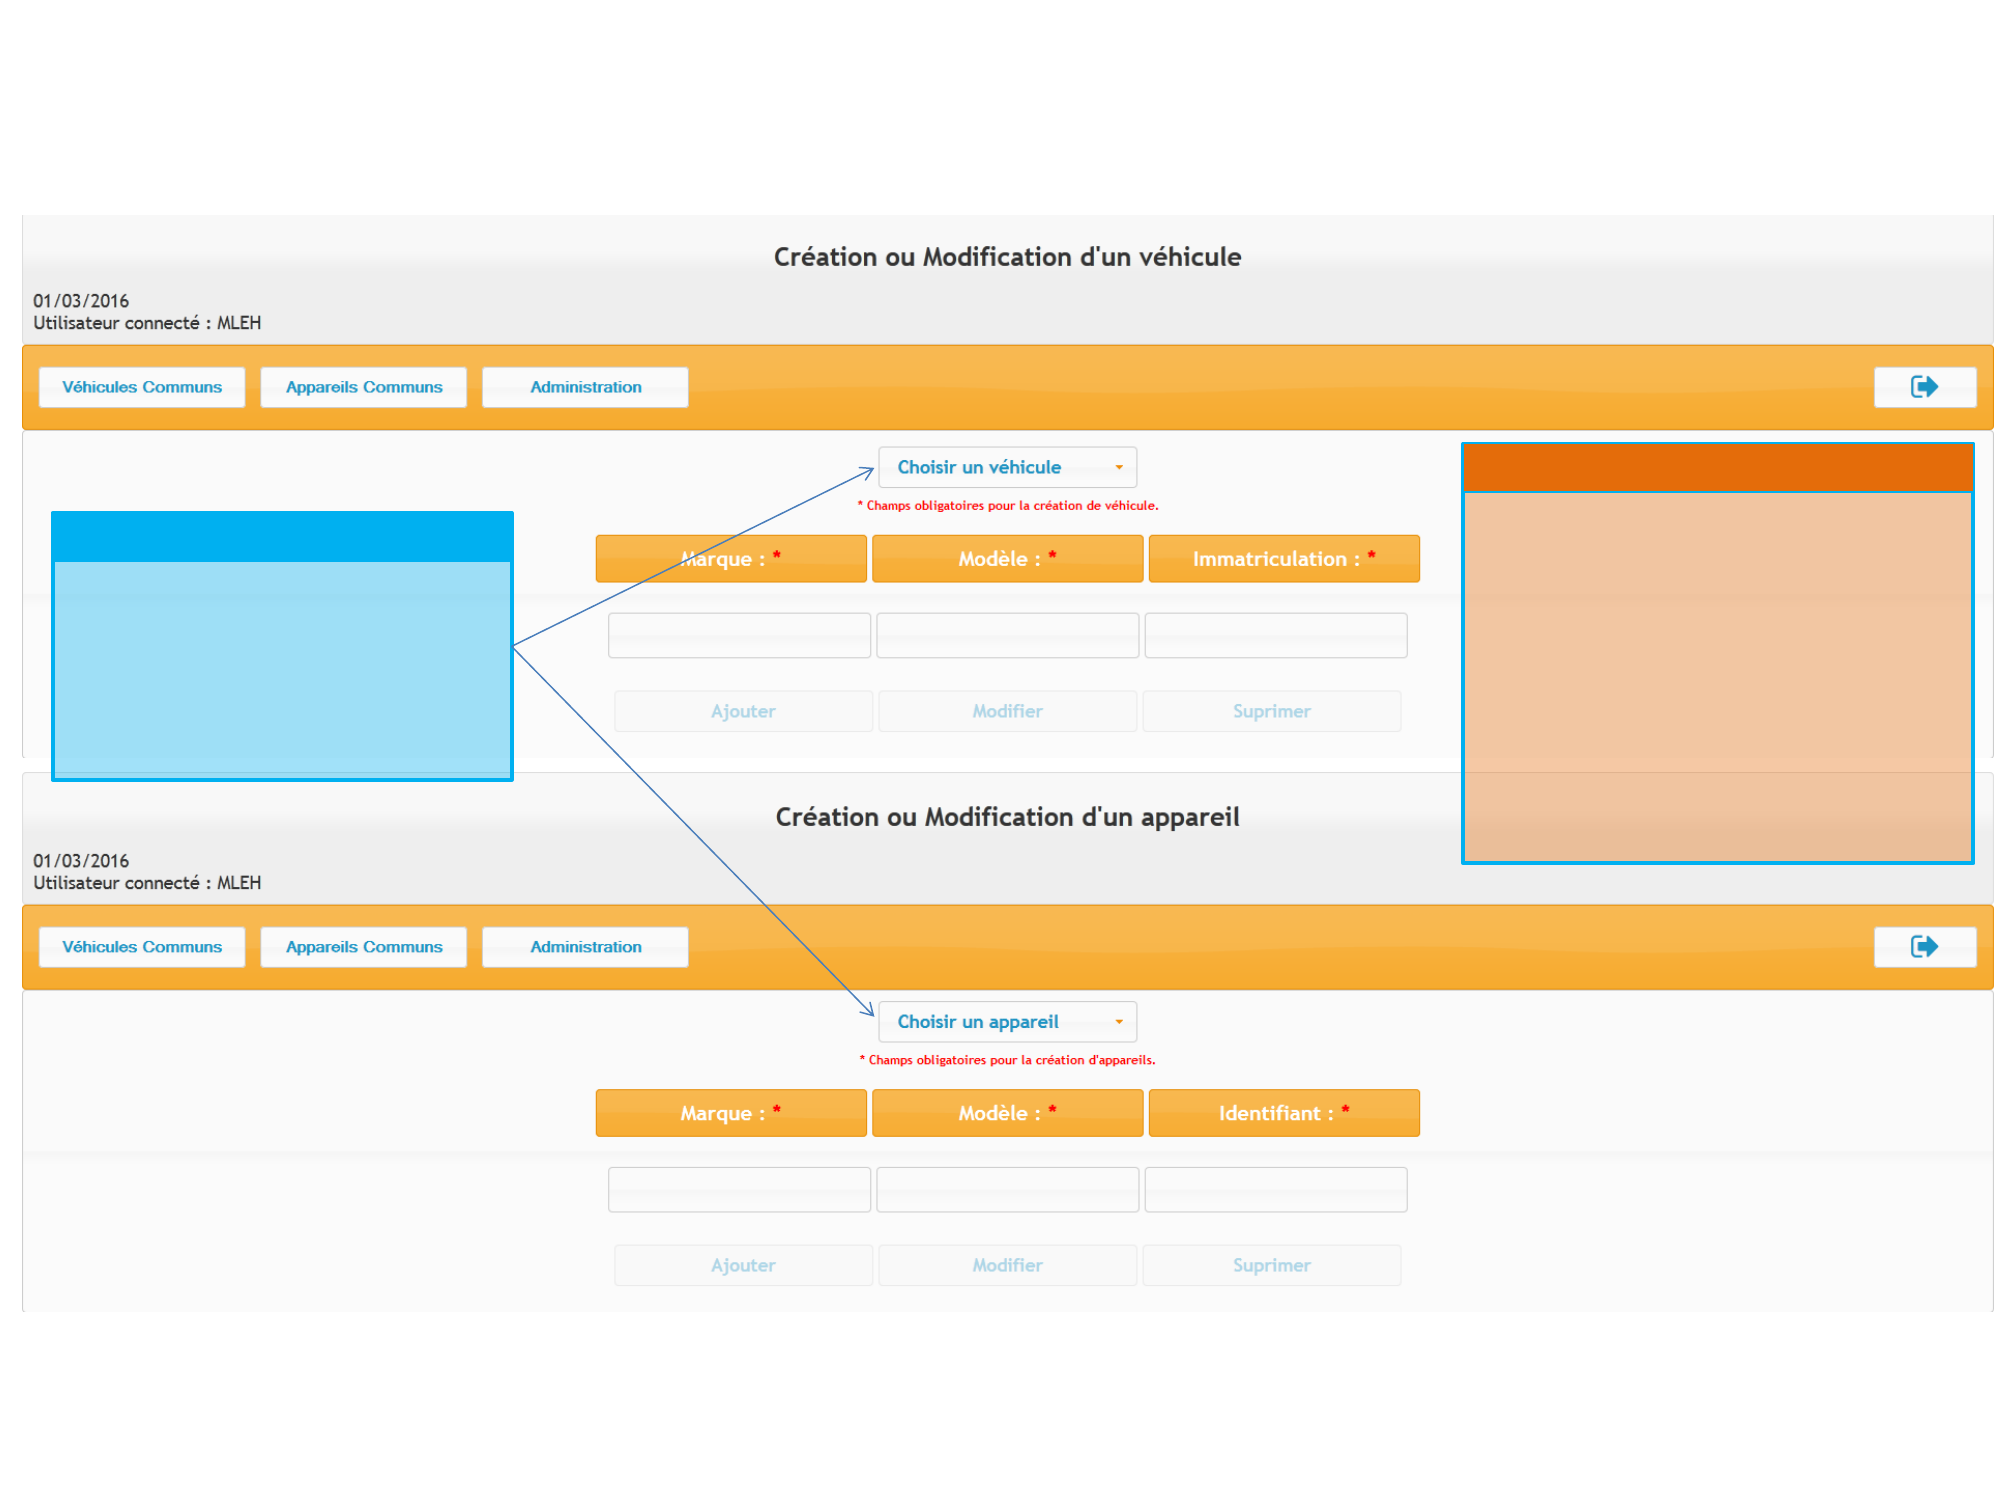 Création ou Modification d'un véhicule
01/03/2016
Utilisateur connecté : MLEH
Véhicules Communs Appareils Communs Administration
Choisir un véhicule
* Champs obligatoires pour la création de véhicule.
Marque : * Modèle : * Immatriculation : *
Ajouter Modifier Suprimer
Création ou Modification d'un appareil
01/03/2016
Utilisateur connecté : MLEH
Véhicules Communs Appareils Communs Administration
Choisir un appareil
* Champs obligatoires pour la création d'appareils.
Marque : * Modèle : * Identifiant : *
Ajouter Modifier Suprimer